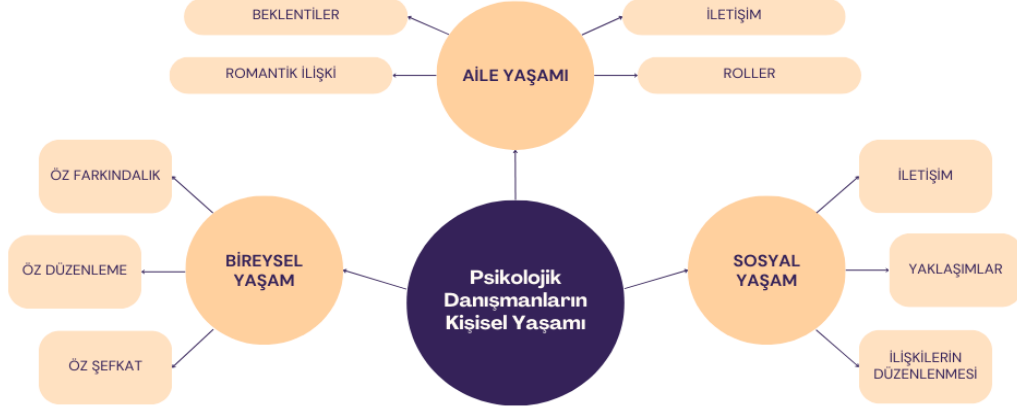 BEKLENTİLER
İLETİŞİM
ROMANTİK İLİŞKİ
AİLE YAŞAMI
ROLLER
ÖZ FARKINDALIK
ÖZ DÜZENLEME
ÖZ ŞEFKAT
BİREYSEL
YAŞAM
Psikolojik
Danışmanların
Kişisel Yaşamı
SOSYAL
YAŞAM
İLETİŞİM
YAKLAŞIMLAR
İLİŞKİLERİN
DÜZENLENMESİ